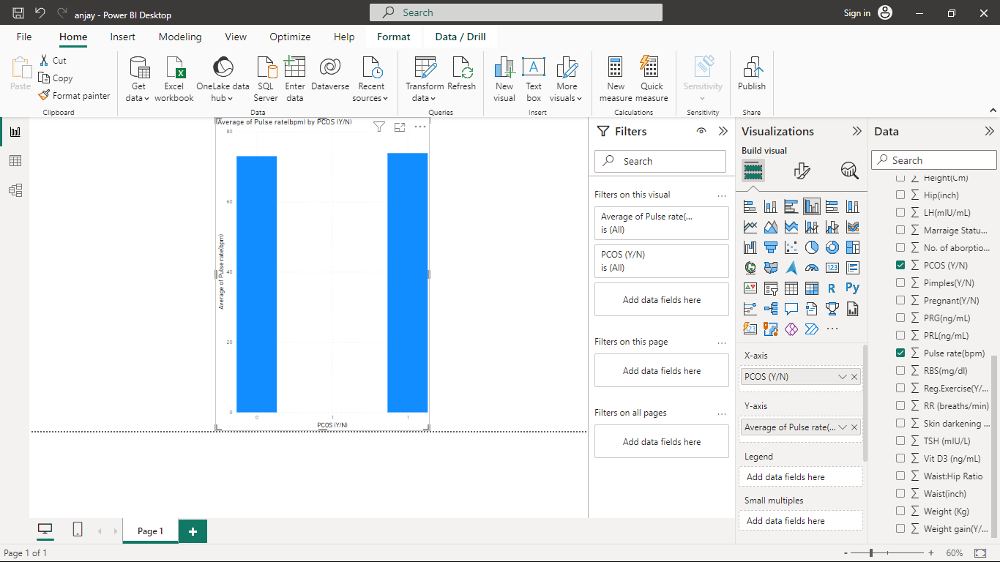 anjay - Power BI Desktop
Search
Sign in
File
Home
Insert
Modeling
View
Optimize
Help
Format
Data / Drill
Paste
Cut
Copy
Format painter
Clipboard
Get
data
Excel
workbook
OneLake data
hub
SQL
Server
Enter
data
Dataverse
Recent
sources
Data
Transform
data
Refresh
Queries
New
visual
A
Text
box
More
visuals
Insert
New
measure
Quick
measure
Calculations
Sensitivity
Sensitivity
Publish
Share
Average of Pulse rate(bpm) by PCOS (Y/N)
80
60
40
20
0
Average of Pulse rate(bpm)
0
1
1
PCOS (Y/N)
Filters
Search
Filters on this visual
Average of Pulse rate(...
is (All)
PCOS (Y/N)
is (All)
Add data fields here
Filters on this page
Add data fields here
Filters on all pages
Add data fields here
Visualizations
Build visual
123
R
Py
123
X-axis
PCOS (Y/N)
Y-axis
Average of Pulse rate(...
Legend
Add data fields here
Small multiples
Add data fields here
Data
Search
Height(Cm)
Hip(inch)
LH(mIU/mL)
Marraige Statu...
No. of aborptio...
PCOS (Y/N)
Pimples(Y/N)
Pregnant(Y/N)
PRG(ng/mL)
PRL(ng/mL)
Pulse rate(bpm)
RBS(mg/dl)
Reg.Exercise(Y/...
RR (breaths/min)
Skin darkening ...
TSH (mIU/L)
Vit D3 (ng/mL)
Waist:Hip Ratio
Waist(inch)
Weight (Kg)
Weight gain(Y/...
Page 1
Page 1 of 1
60%